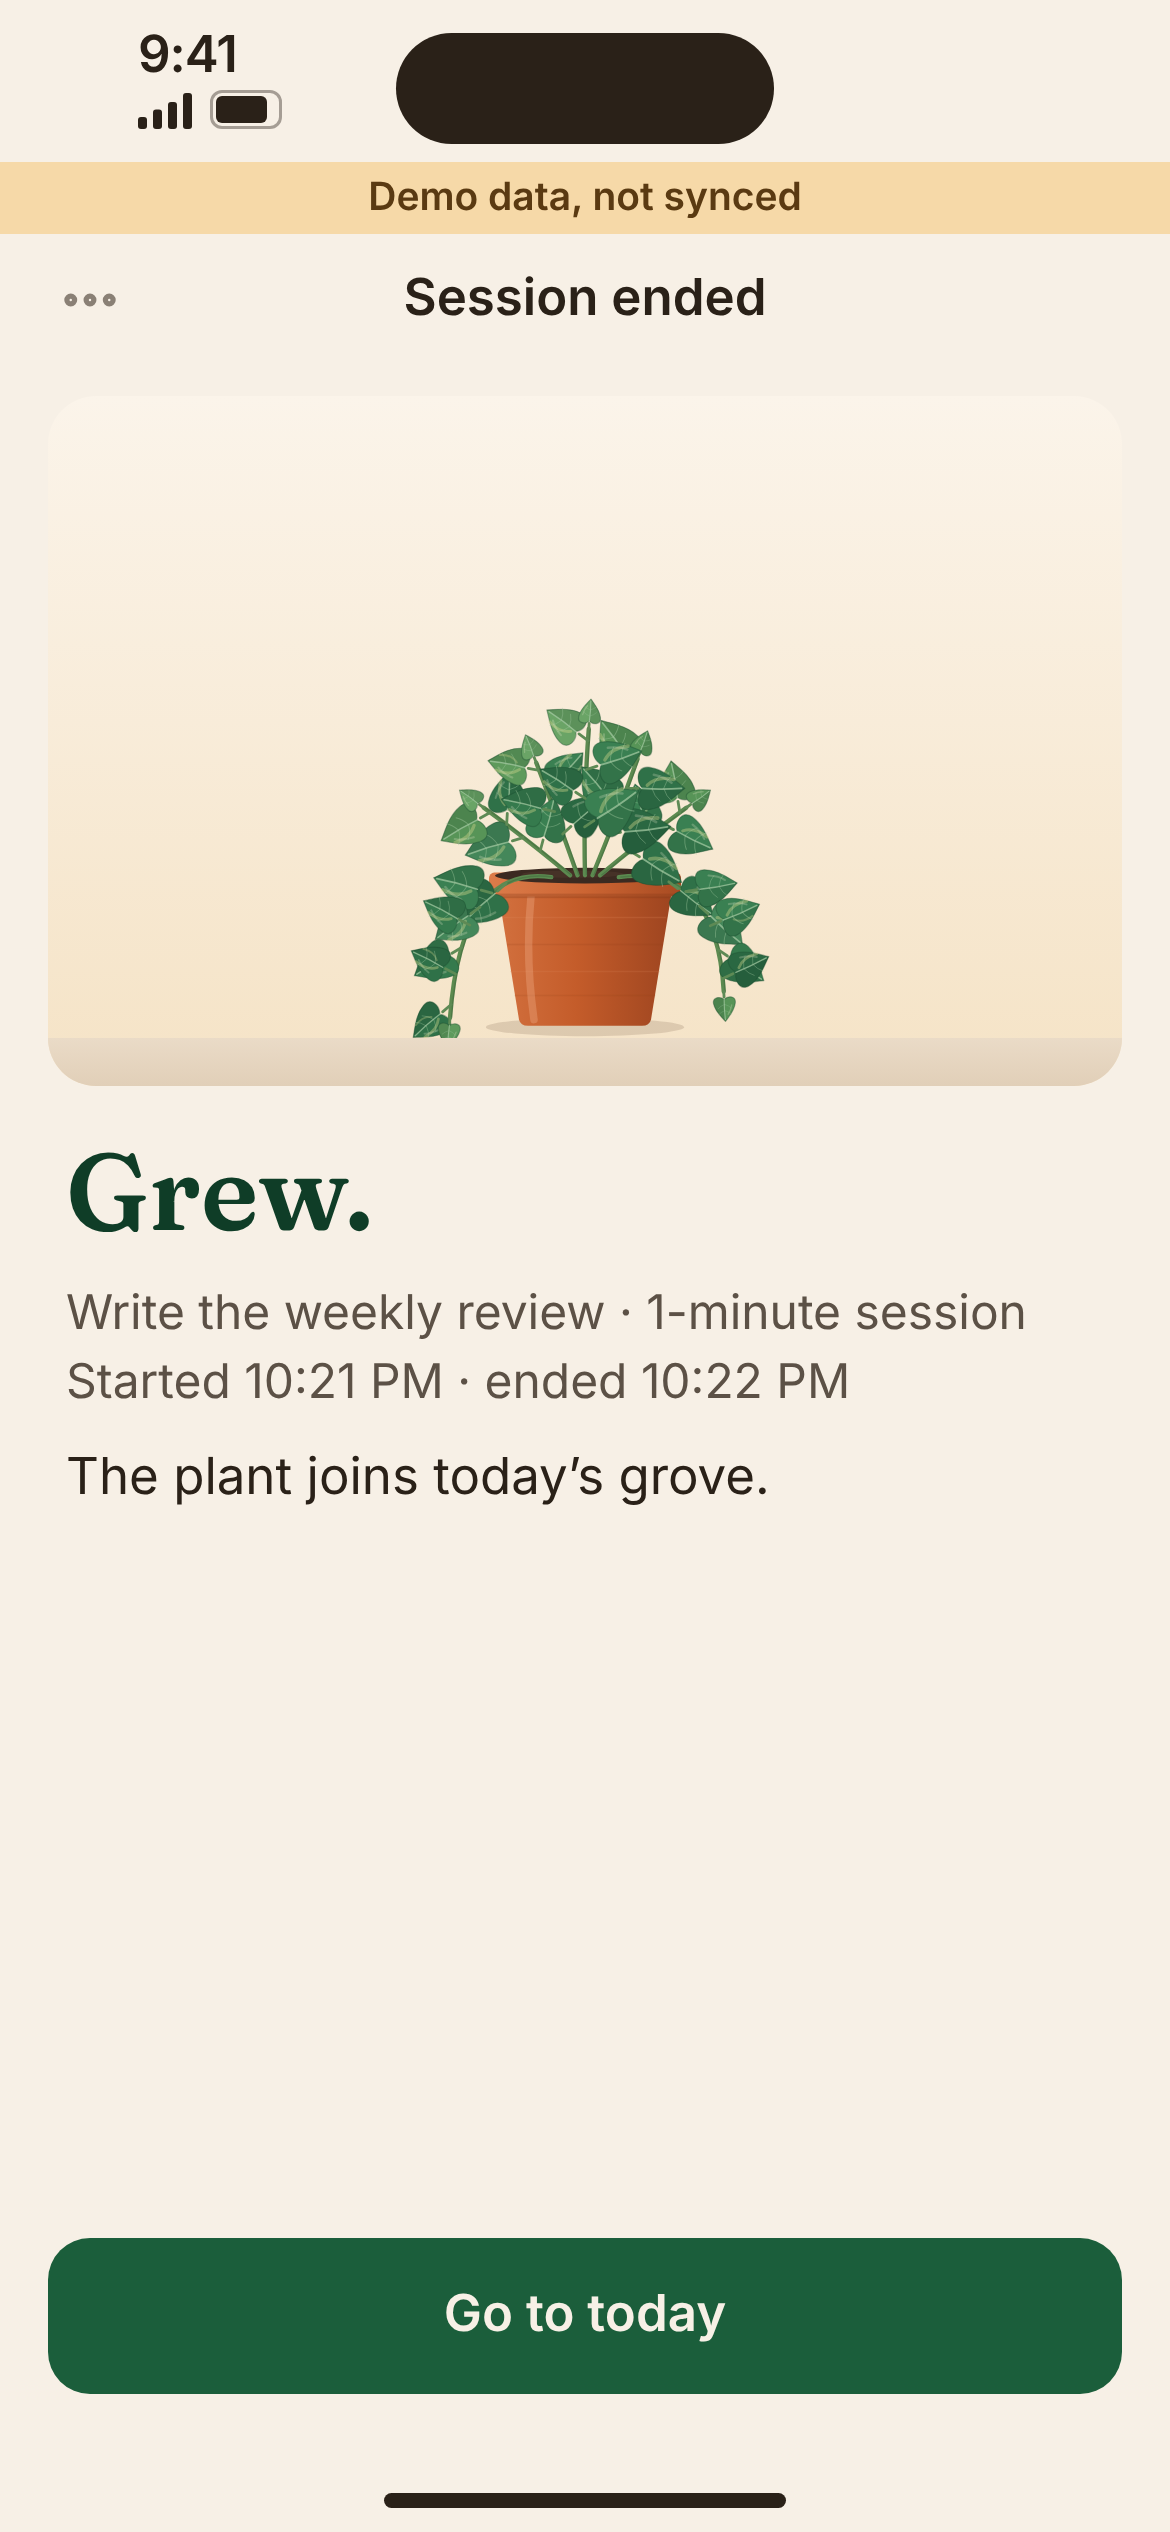 9:41
Demo data, not synced
Session ended
Grew.
Write the weekly review · 1-minute session
Started 10:21 PM · ended 10:22 PM
The plant joins today’s grove.
Go to today